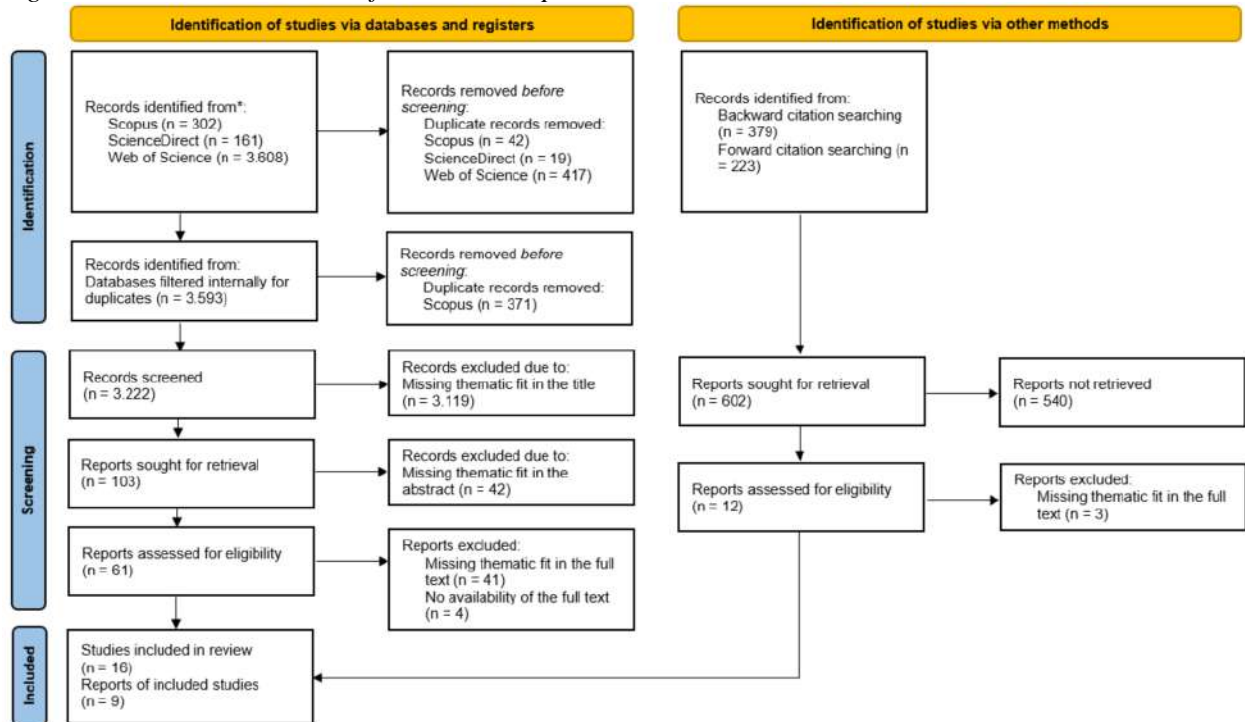 Identification of studies via databases and registers
Identification of studies via other methods
Identification
Records identified from*:
Scopus (n = 302)
ScienceDirect (n = 161)
Web of Science (n = 3.608)
Records removed before
screening:
Duplicate records removed:
Scopus (n = 42)
ScienceDirect (n = 19)
Web of Science (n = 417)
Records identified from:
Backward citation searching
(n = 379)
Forward citation searching (n
= 223)
Records identified from:
Databases filtered internally for
duplicates (n = 3.593)
Records removed before
screening:
Duplicate records removed:
Scopus (n = 371)
Screening
Records screened
(n = 3.222)
Records excluded due to:
Missing thematic fit in the title
(n = 3.119)
Reports sought for retrieval
(n = 602)
Reports not retrieved
(n = 540)
Reports sought for retrieval
(n = 103)
Records excluded due to:
Missing thematic fit in the
abstract (n = 42)
Reports assessed for eligibility
(n = 12)
Reports excluded:
Missing thematic fit in the full
text (n = 3)
Reports assessed for eligibility
(n = 61)
Reports excluded:
Missing thematic fit in the full
text (n = 41)
No availability of the full text
(n = 4)
Included
Studies included in review
(n = 16)
Reports of included studies
(n = 9)